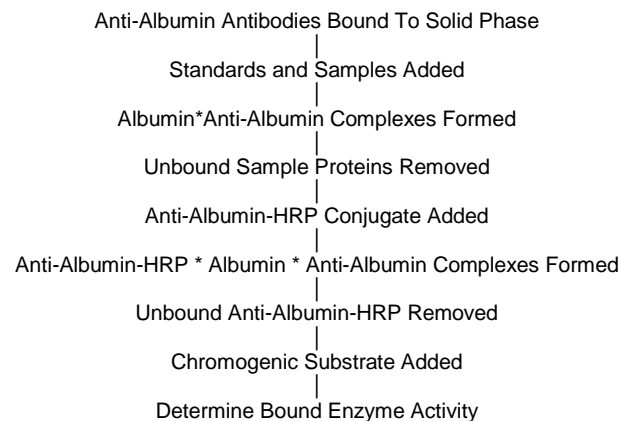 Anti-Albumin Antibodies Bound To Solid Phase
Standards and Samples Added
Albumin*Anti-Albumin Complexes Formed
Unbound Sample Proteins Removed
Anti-Albumin-HRP Conjugate Added
Anti-Albumin-HRP * Albumin * Anti-Albumin Complexes Formed
Unbound Anti-Albumin-HRP Removed
Chromogenic Substrate Added
Determine Bound Enzyme Activity